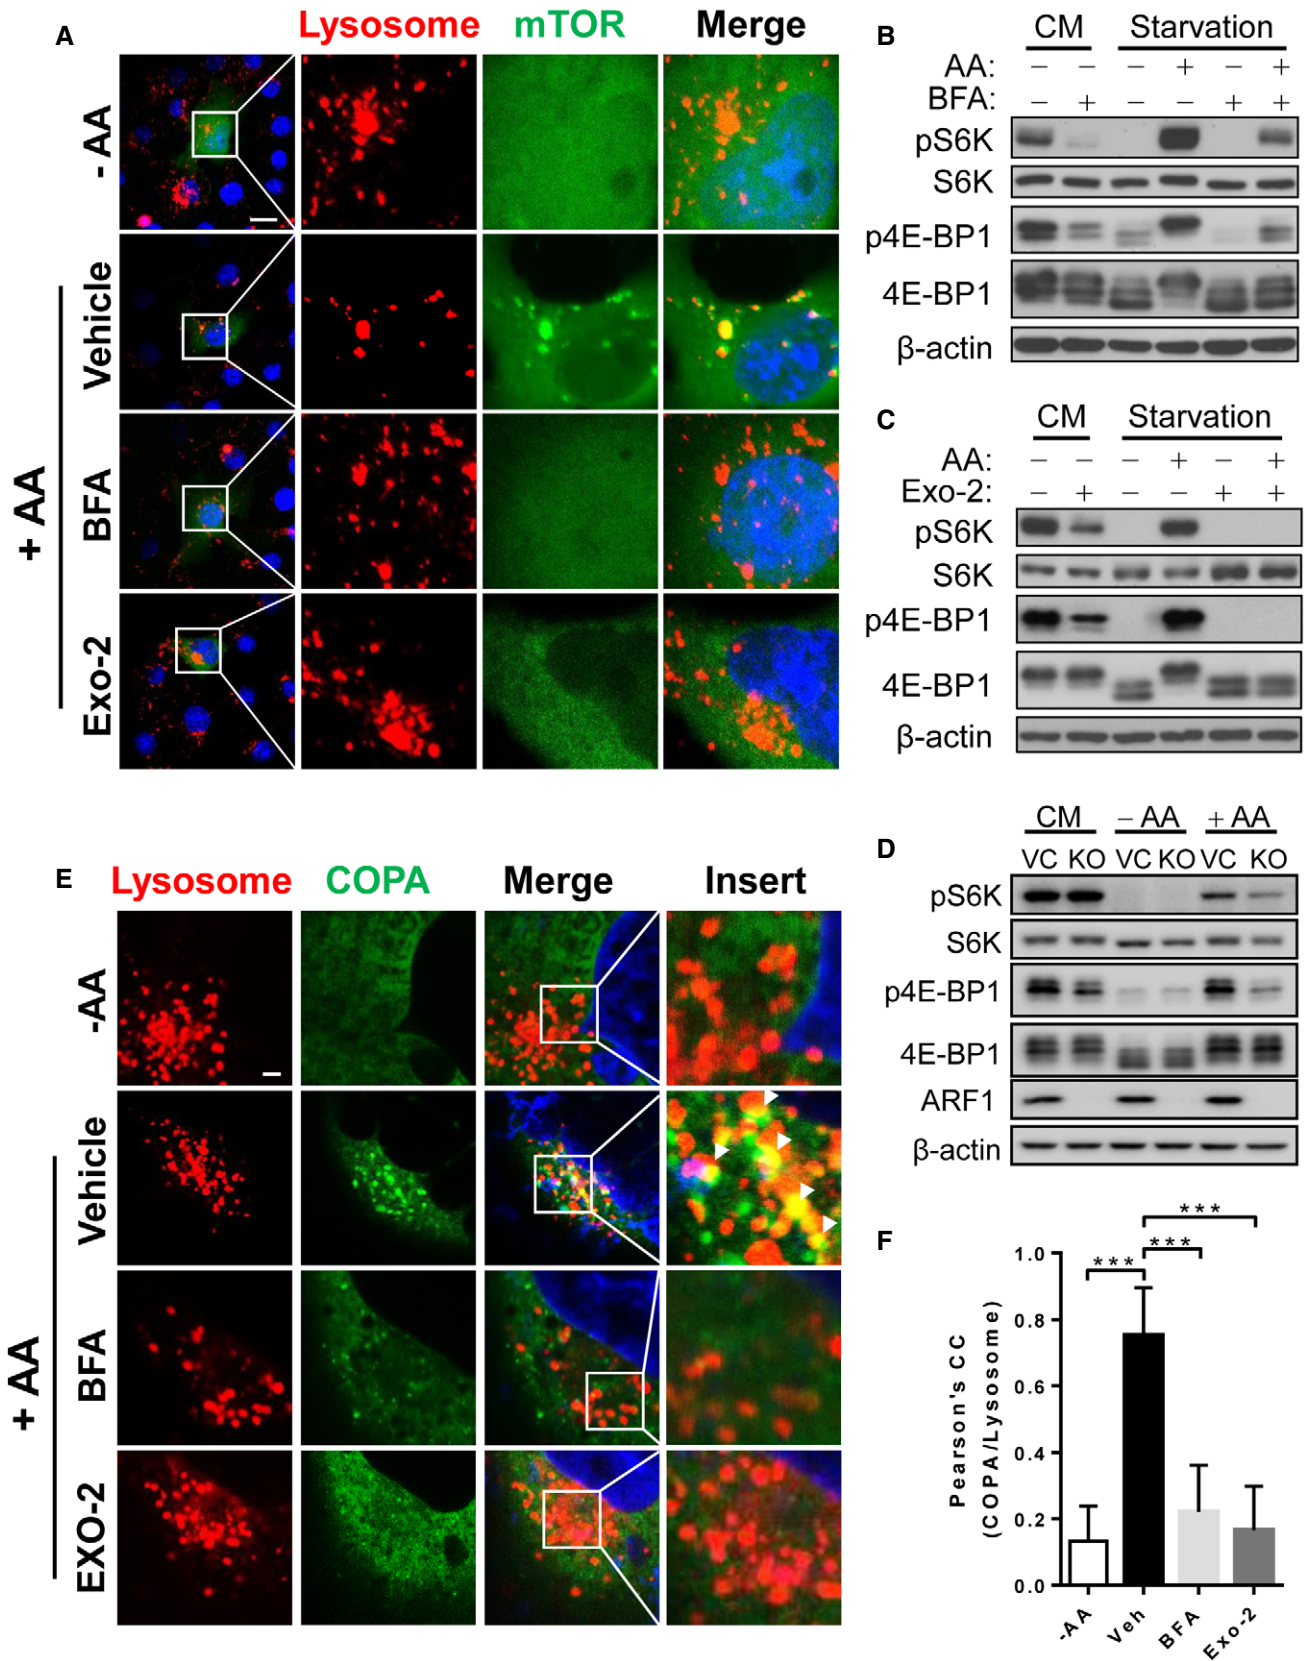 A
Lysosome mTOR Merge
- AA
Vehicle
BFA
Exo-2
+ AA
B
CM Starvation
AA: − − − + − +
BFA: − + − − + +
pS6K
S6K
p4E-BP1
4E-BP1
β-actin
C
CM Starvation
AA: − − − + − +
Exo-2: − + − − + +
pS6K
S6K
p4E-BP1
4E-BP1
β-actin
D
CM − AA + AA
VC KO VC KO VC KO
pS6K
S6K
p4E-BP1
4E-BP1
ARF1
β-actin
E
Lysosome COPA Merge Insert
-AA
Vehicle
BFA
EXO-2
+ AA
F
***
***
***
Pearson's CC
(COPA/Lysosome)
1.0
0.8
0.6
0.4
0.2
0.0
-AA Veh BFA Exo-2